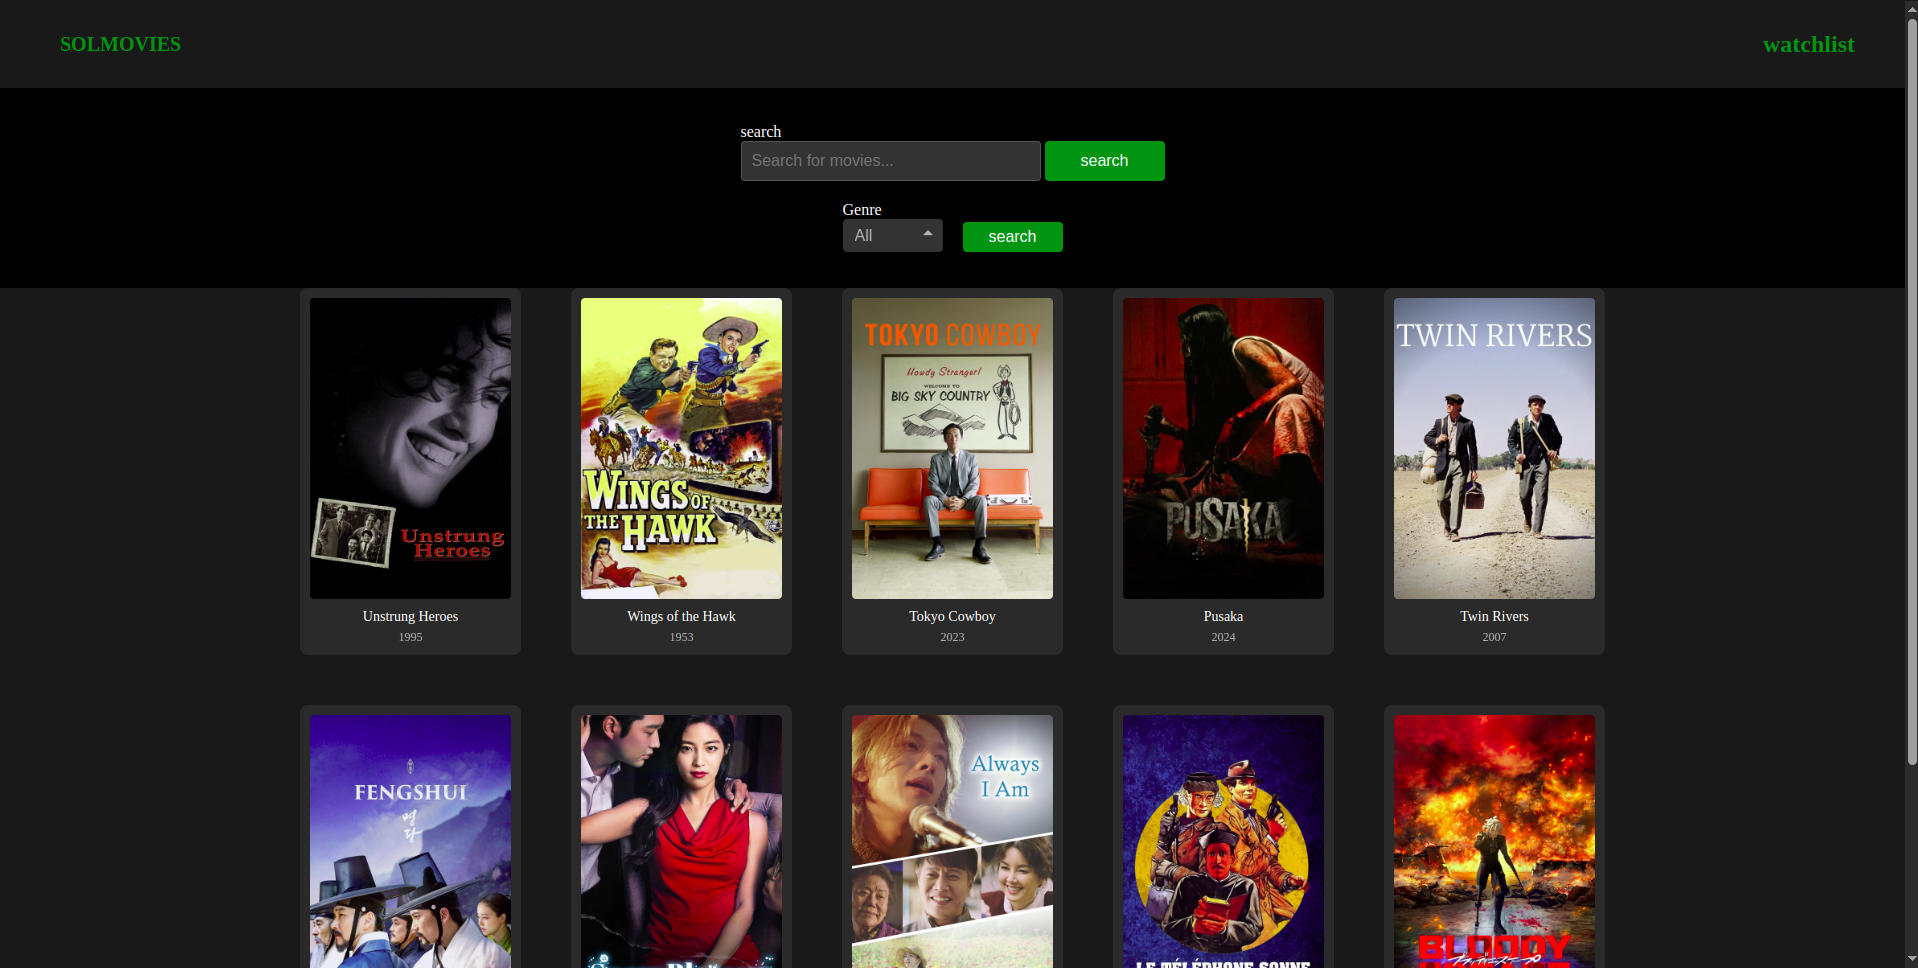 SOLMOVIES
watchlist
search
Search for movies...
search
Genre
All
search
Unstrung
Heroes
WINGS OF
THE HAWK
TOKYO COWBOY
Howdy Stranger!
WELCOME TO
BIG SKY COUNTRY
PUSAKA
TWIN RIVERS
Unstrung Heroes
1995
Wings of the Hawk
1953
Tokyo Cowboy
2023
Pusaka
2024
Twin Rivers
2007
FENGSHUI
명
당
Always
I Am
LE TÉLÉPHONE SONNE
BLOODY